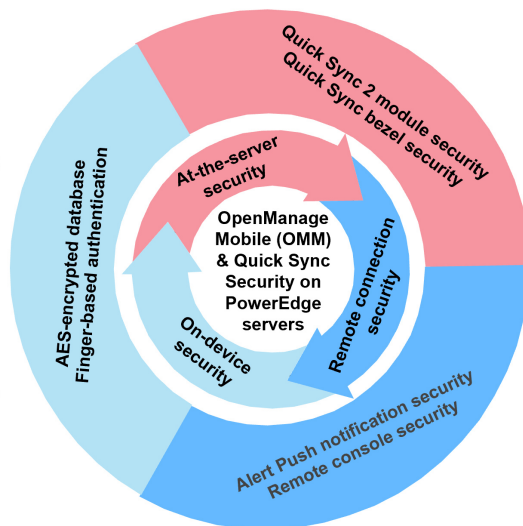 Quick Sync 2 module security
Quick Sync bezel security
At-the-server
security
OpenManage
Mobile (OMM)
& Quick Sync
Security on
PowerEdge
servers
Remote connection
security
On-device
security
AES-encrypted database
Finger-based authentication
Alert Push notification security
Remote console security